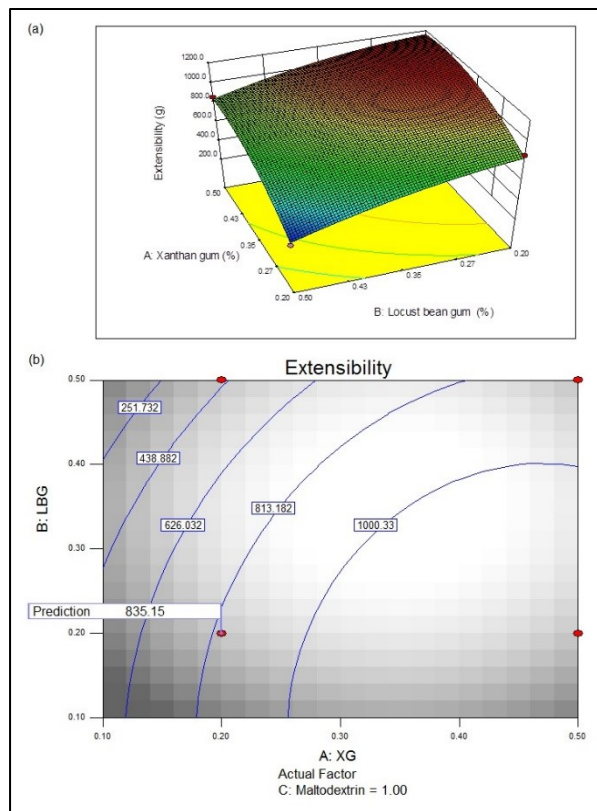 (a)
Extensibility (g)
1200.0
1000.0
800.0
600.0
400.0
200.0
0.50
0.43
0.35
0.27
0.20
A: Xanthan gum (%)
0.50
0.43
0.35
0.27
0.20
B: Locust bean gum (%)
(b)
Extensibility
B: LBG
0.50
0.40
0.30
0.20
0.10
251.732
438.882
626.032
813.182
1000.33
Prediction 835.15
0.10
0.20
0.30
0.40
0.50
A: XG
Actual Factor
C: Maltodextrin = 1.00